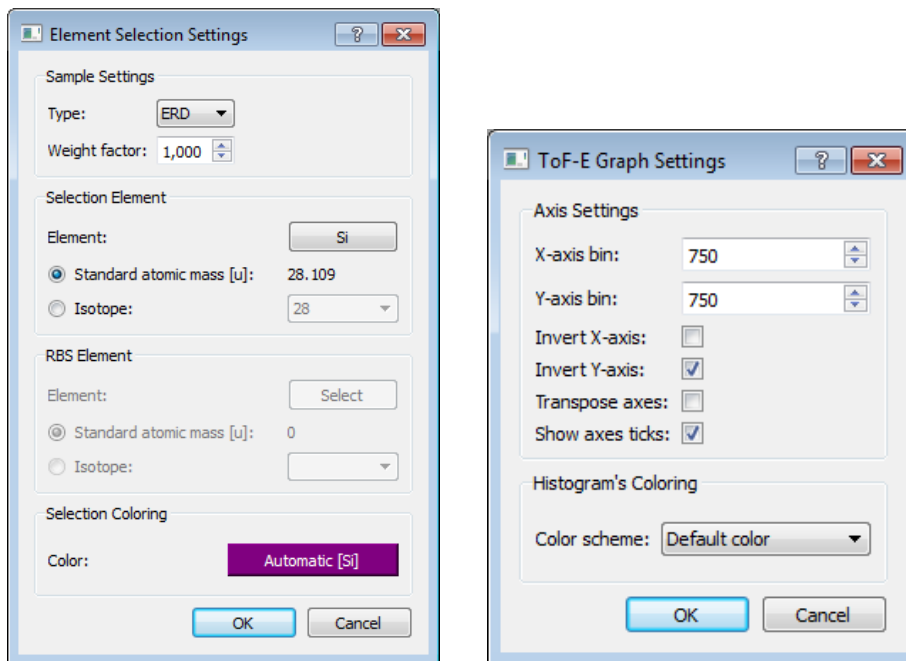 Element Selection Settings
Sample Settings
Type: ERD
Weight factor: 1,000
Selection Element
Element: Si
Standard atomic mass [u]: 28.109
Isotope: 28
RBS Element
Element: Select
Standard atomic mass [u]: 0
Isotope:
Selection Coloring
Color: Automatic [Si]
OK Cancel
ToF-E Graph Settings
Axis Settings
X-axis bin: 750
Y-axis bin: 750
Invert X-axis:
Invert Y-axis:
Transpose axes:
Show axes ticks:
Histogram's Coloring
Color scheme: Default color
OK Cancel